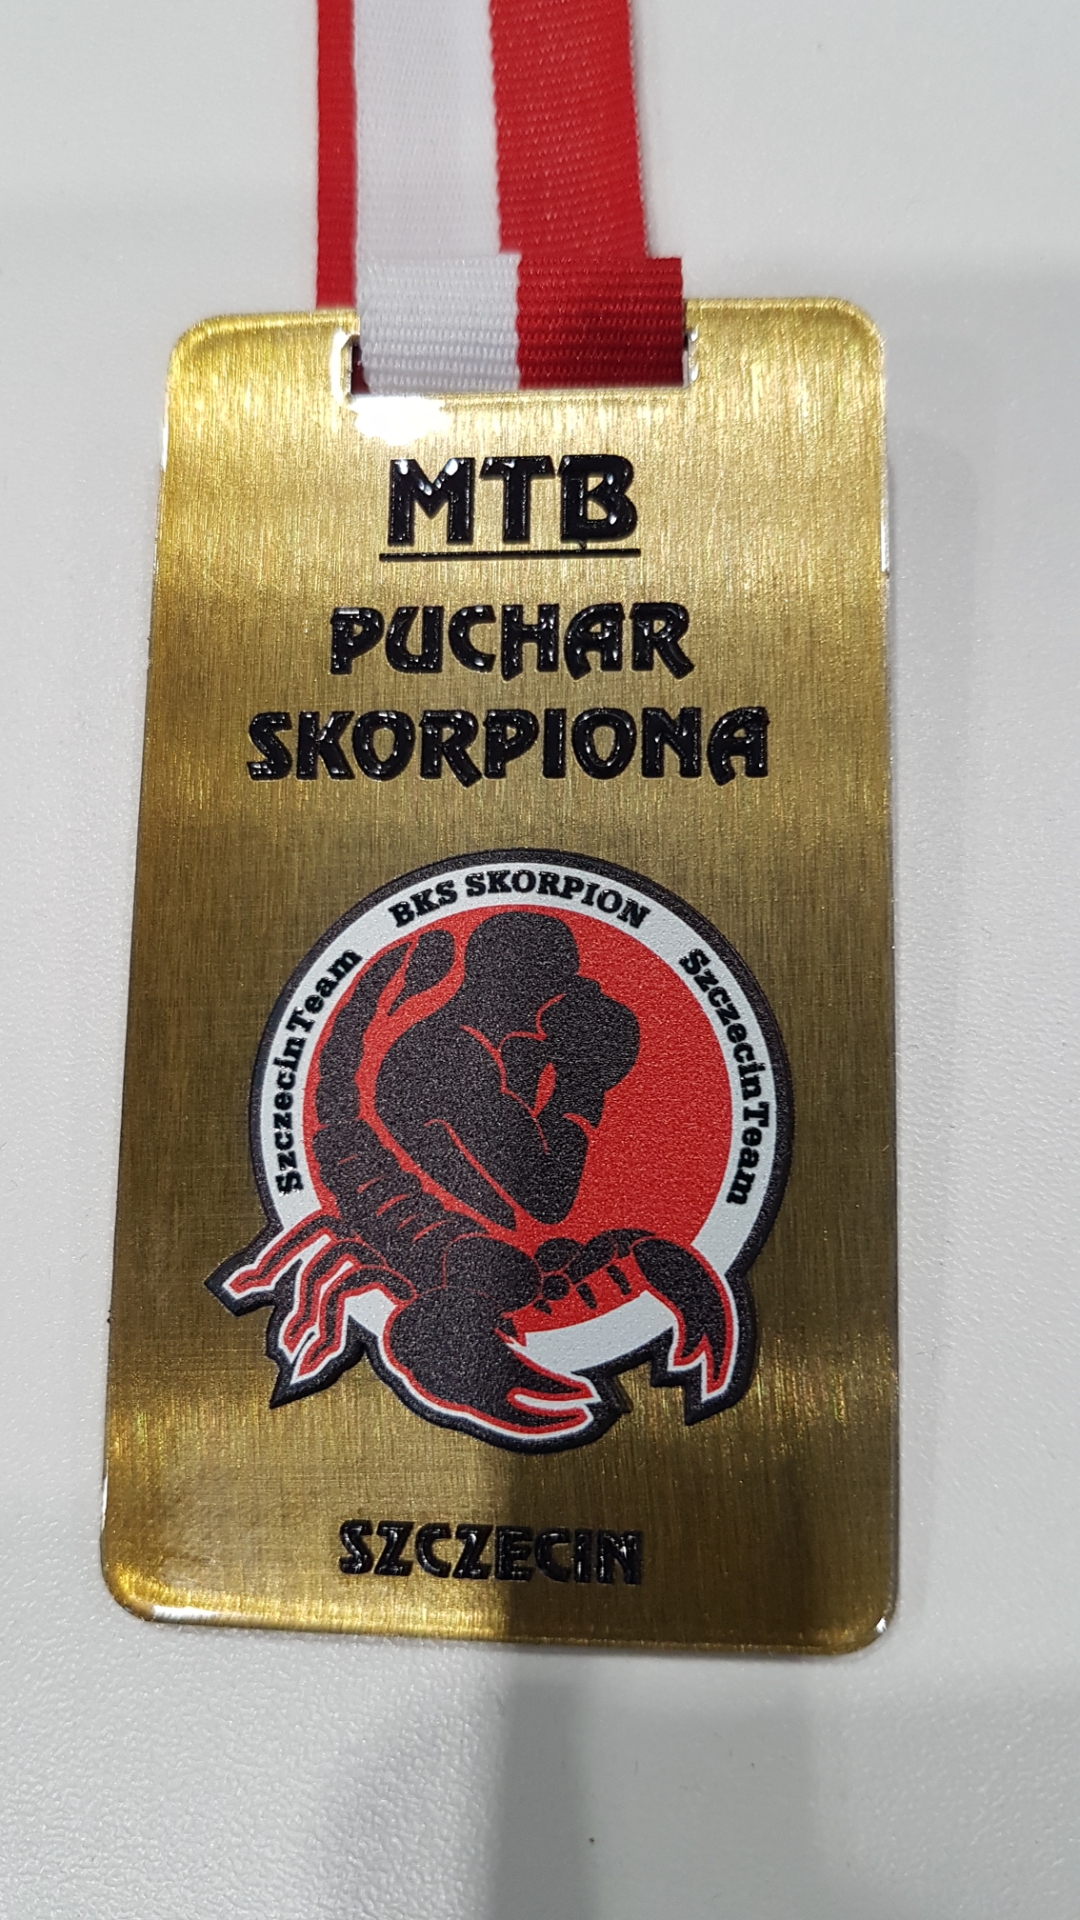 MTB
PUCHAR
SKORPIONA
BKS SKORPION
SzczecinTeam
SzczecinTeam
SZCZECIN